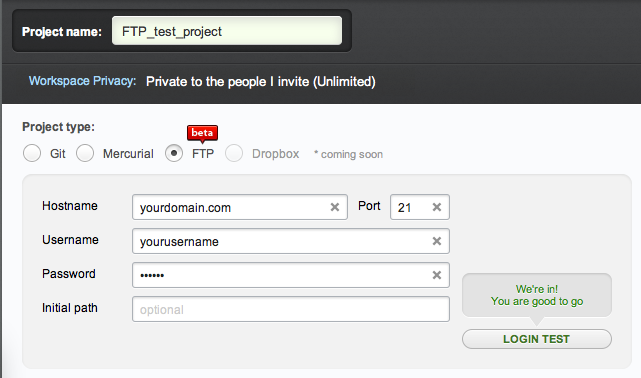 Project name: FTP_test_project
Workspace Privacy: Private to the people I invite (Unlimited)
Project type:
beta
Git Mercurial FTP Dropbox * coming soon
Hostname yourdomain.com Port 21
Username yourusername
Password ••••••
Initial path optional
We're in!
You are good to go
LOGIN TEST